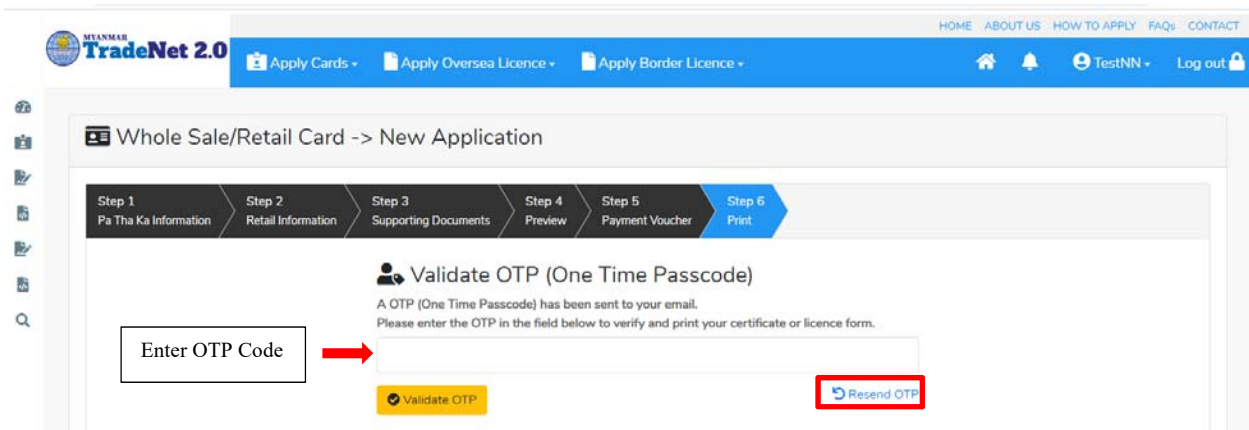 HOME ABOUT US HOW TO APPLY FAQs CONTACT
MYANMAR
TradeNet 2.0
Apply Cards Apply Oversea Licence Apply Border Licence TestNN Log out
Whole Sale/Retail Card -> New Application
Step 1 Step 2 Step 3 Step 4 Step 5 Step 6
Pa Tha Ka Information Retail Information Supporting Documents Preview Payment Voucher Print
Validate OTP (One Time Passcode)
A OTP (One Time Passcode) has been sent to your email.
Please enter the OTP in the field below to verify and print your certificate or licence form.
Enter OTP Code
Validate OTP Resend OTP